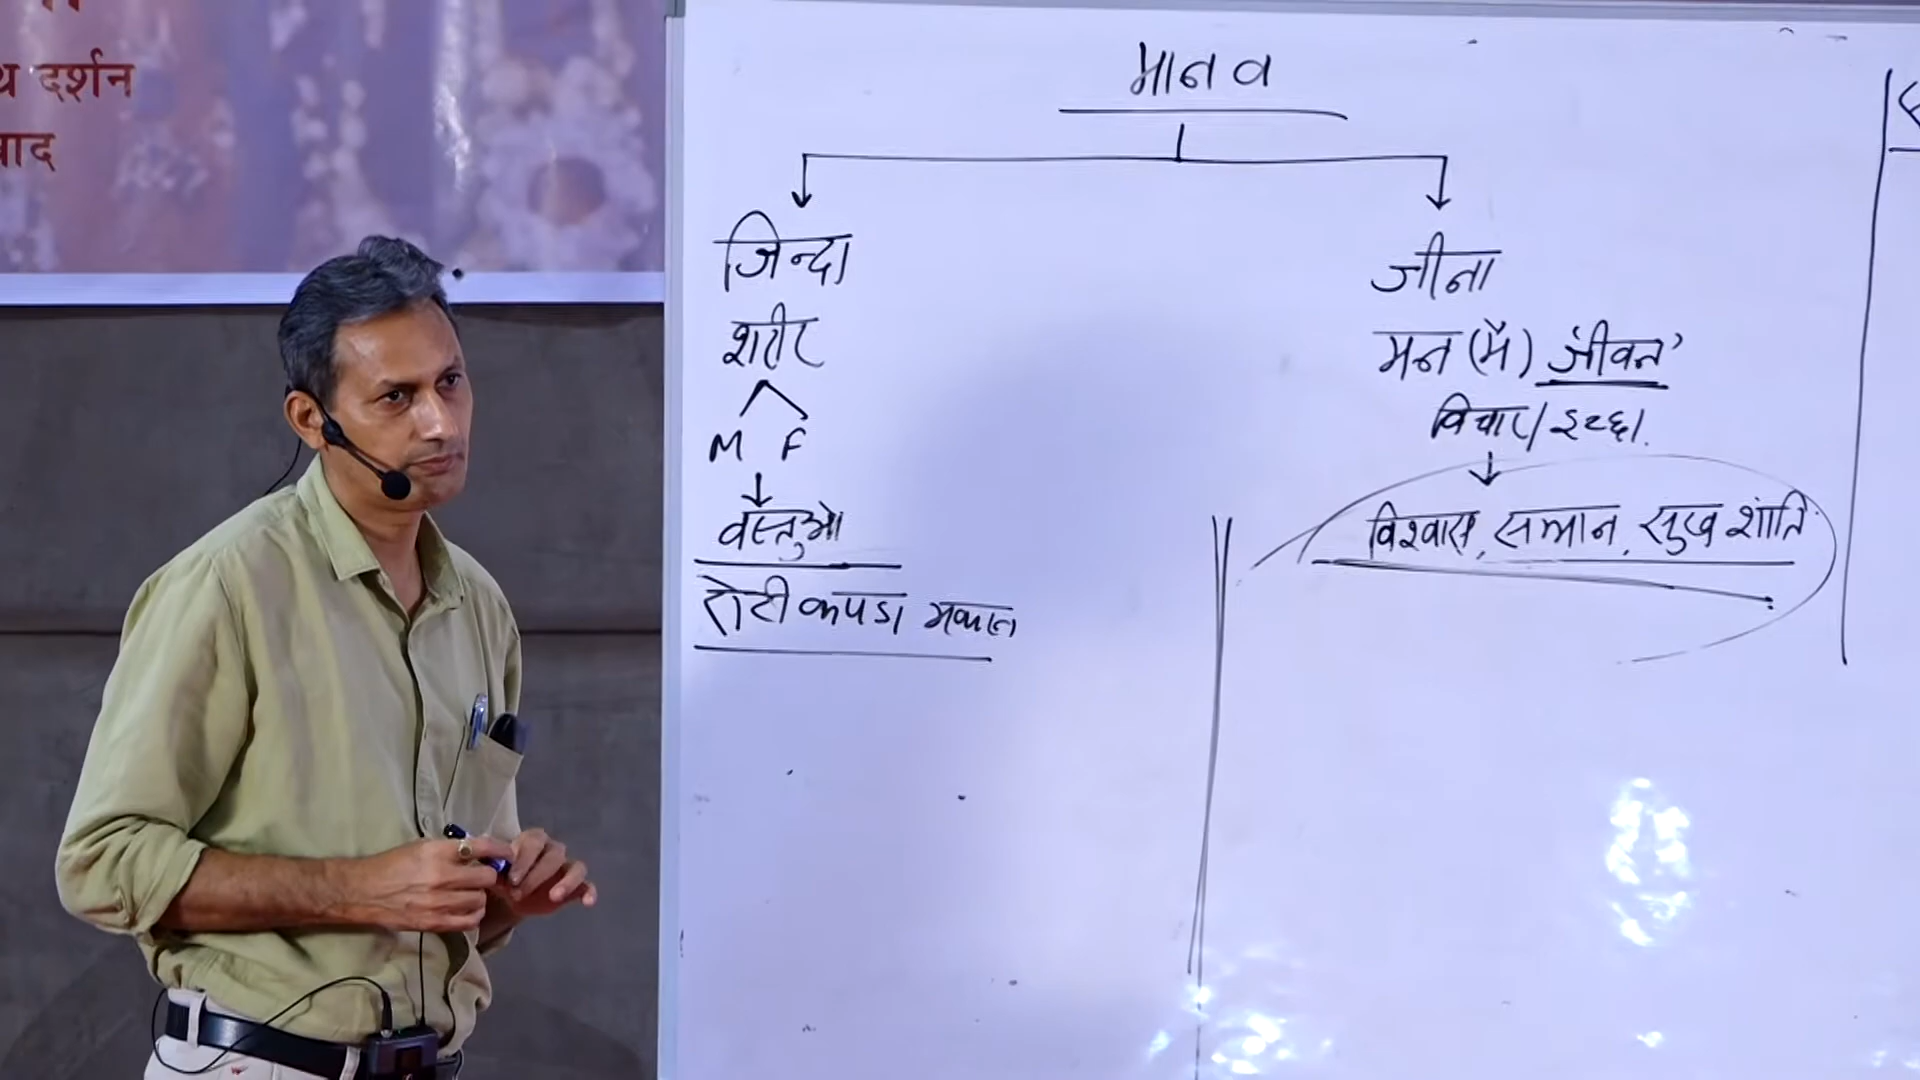 दर्शन
वाद
मानव
जिन्दा
शरीर
M F
वस्तुओ
रोटी कपडा मकान
जीना
मन (मैं) 'जीवन'
विचार/इच्छा.
विश्वास, सम्मान, सुख शांति